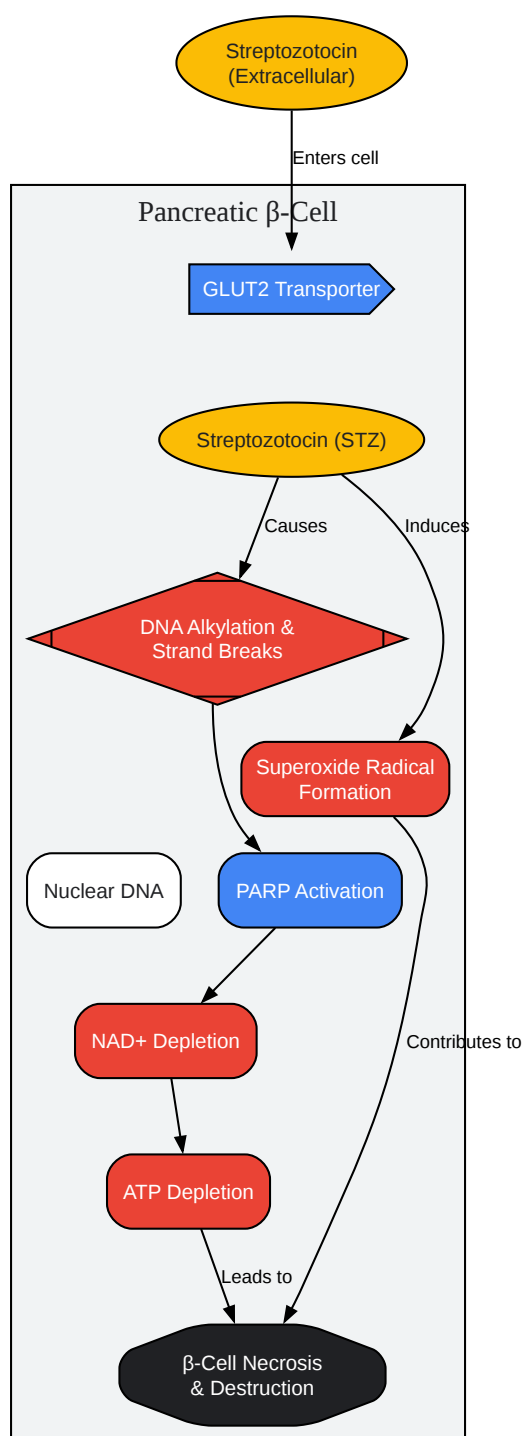 Streptozotocin
(Extracellular)
Enters cell
Pancreatic β-Cell
GLUT2 Transporter
Streptozotocin (STZ)
Causes
Induces
DNA Alkylation &
Strand Breaks
Superoxide Radical
Formation
Nuclear DNA
PARP Activation
NAD+ Depletion
Contributes to
ATP Depletion
Leads to
β-Cell Necrosis
& Destruction